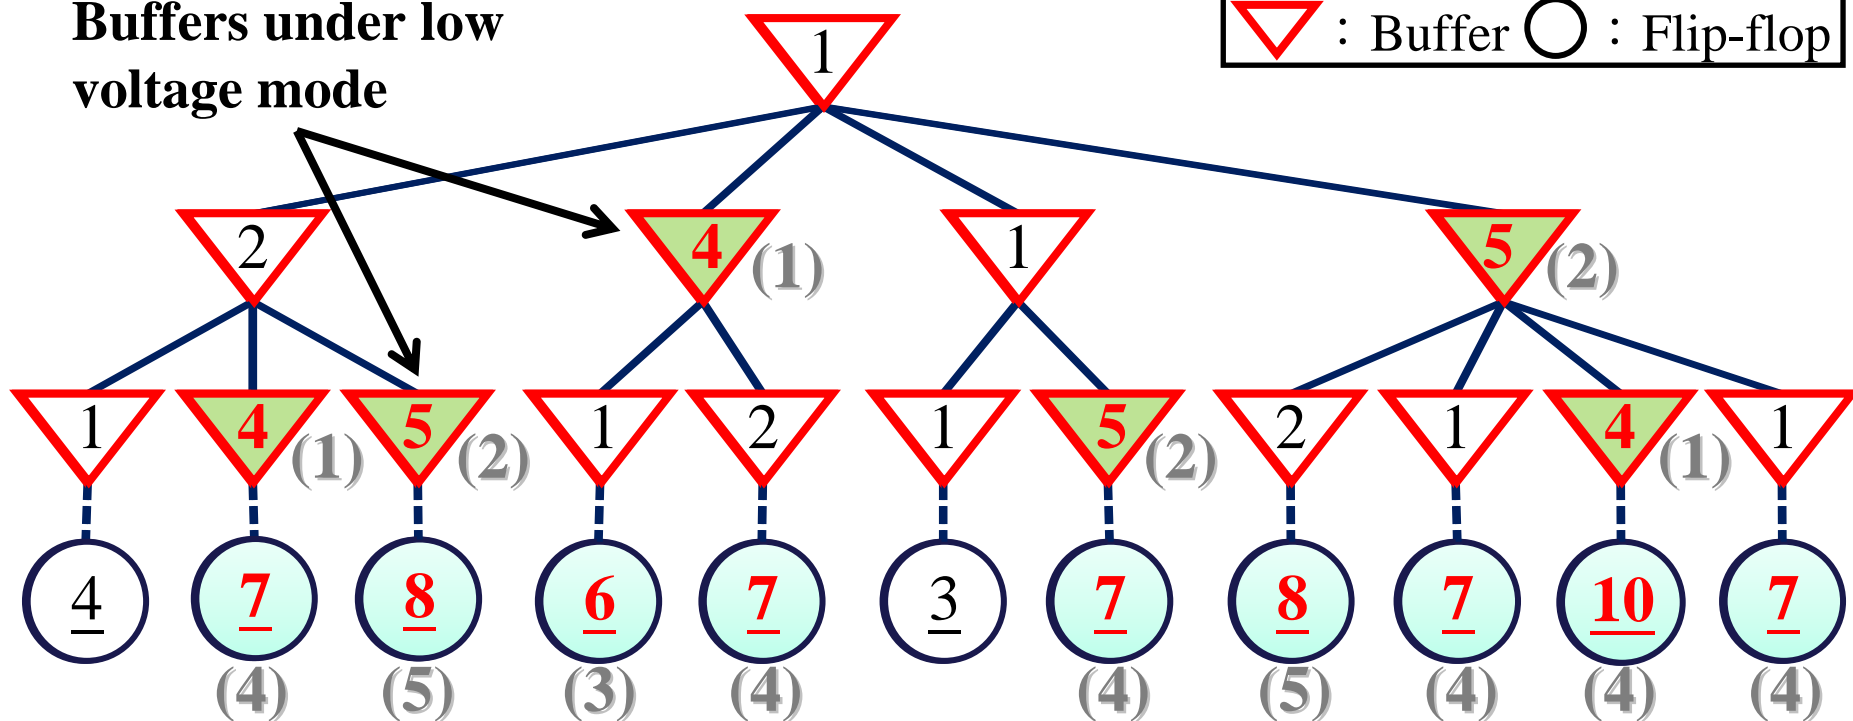 Buffers under low
voltage mode
: Buffer : Flip-flop
1
2 4 (1) 1 5 (2)
1 4 (1) 5 (2) 1 2 1 5 (2) 2 1 4 (1) 1
4 7 8 6 7 3 7 8 7 10 7
(4) (5) (3) (4) (4) (5) (4) (4) (4)